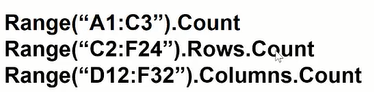 Range(“A1:C3”).Count
Range(“C2:F24”).Rows.Count
Range(“D12:F32”).Columns.Count